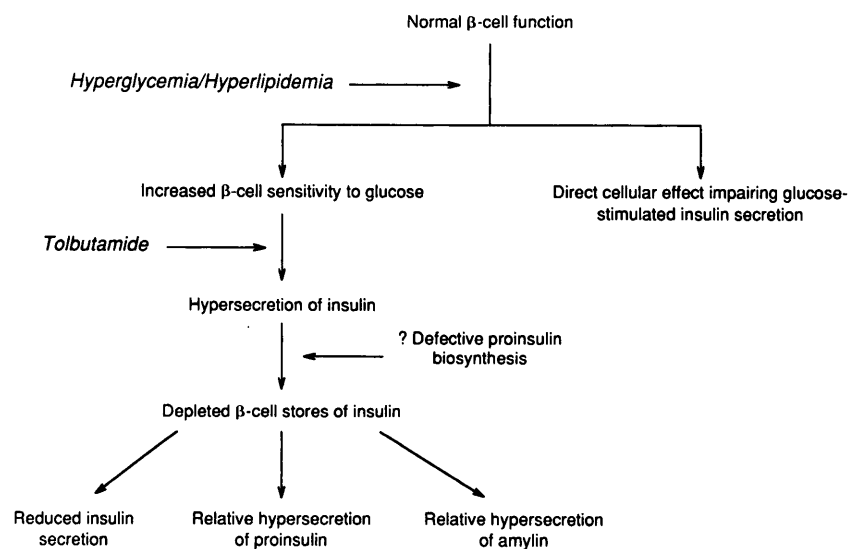 Normal β-cell function
Hyperglycemia/Hyperlipidemia
Increased β-cell sensitivity to glucose
Direct cellular effect impairing glucose-
stimulated insulin secretion
Tolbutamide
Hypersecretion of insulin
? Defective proinsulin
biosynthesis
Depleted β-cell stores of insulin
Reduced insulin
secretion
Relative hypersecretion
of proinsulin
Relative hypersecretion
of amylin